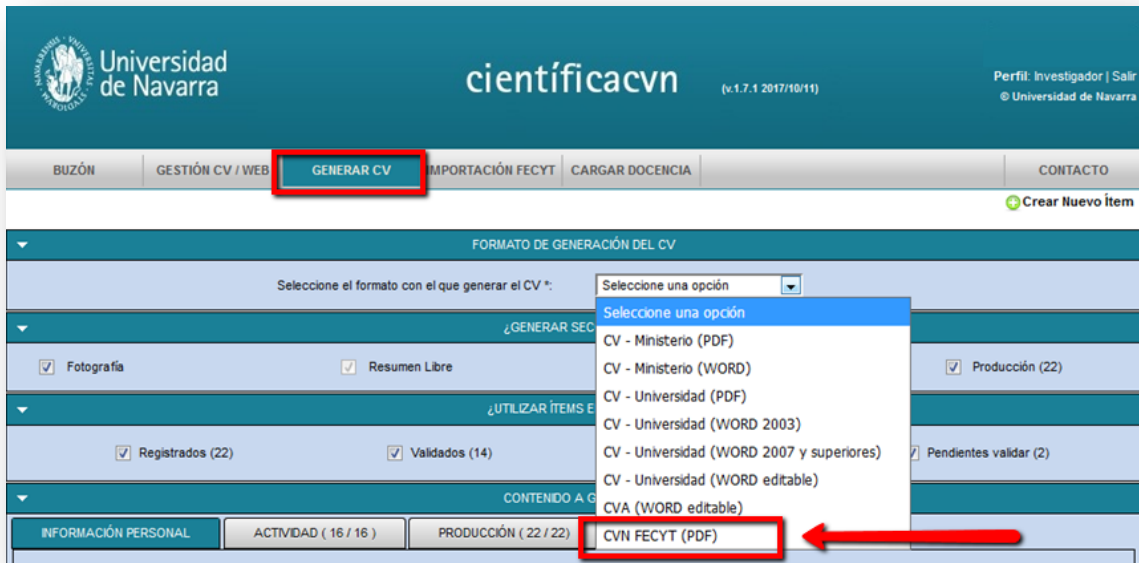 Universidad
de Navarra
científicacvn
(v.1.7.1 2017/10/11)
Perfil: Investigador | Salir
© Universidad de Navarra
BUZÓN
GESTIÓN CV / WEB
GENERAR CV
IMPORTACIÓN FECYT
CARGAR DOCENCIA
CONTACTO
Crear Nuevo Ítem
FORMATO DE GENERACIÓN DEL CV
Seleccione el formato con el que generar el CV *:
Seleccione una opción
Seleccione una opción
CV - Ministerio (PDF)
CV - Ministerio (WORD)
CV - Universidad (PDF)
CV - Universidad (WORD 2003)
CV - Universidad (WORD 2007 y superiores)
CV - Universidad (WORD editable)
CVA (WORD editable)
CVN FECYT (PDF)
¿GENERAR SEC
Fotografía
Resumen Libre
Producción (22)
¿UTILIZAR ÍTEMS E
Registrados (22)
Validados (14)
Pendientes validar (2)
CONTENIDO A G
INFORMACIÓN PERSONAL
ACTIVIDAD ( 16 / 16 )
PRODUCCIÓN ( 22 / 22 )